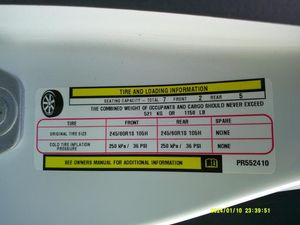 TIRE AND LOADING INFORMATION
SEATING CAPACITY - TOTAL 7 FRONT 2 REAR 5
THE COMBINED WEIGHT OF OCCUPANTS AND CARGO SHOULD NEVER EXCEED
521 KG OR 1150 LB
TIRE FRONT REAR SPARE
ORIGINAL TIRE SIZE 245/60R18 105H 245/60R18 105H NONE
COLD TIRE INFLATION PRESSURE 250 kPa / 36 PSI 250 kPa / 36 PSI NONE
SEE OWNERS MANUAL FOR ADDITIONAL INFORMATION
PR552410
2024/01/10 23:39:51